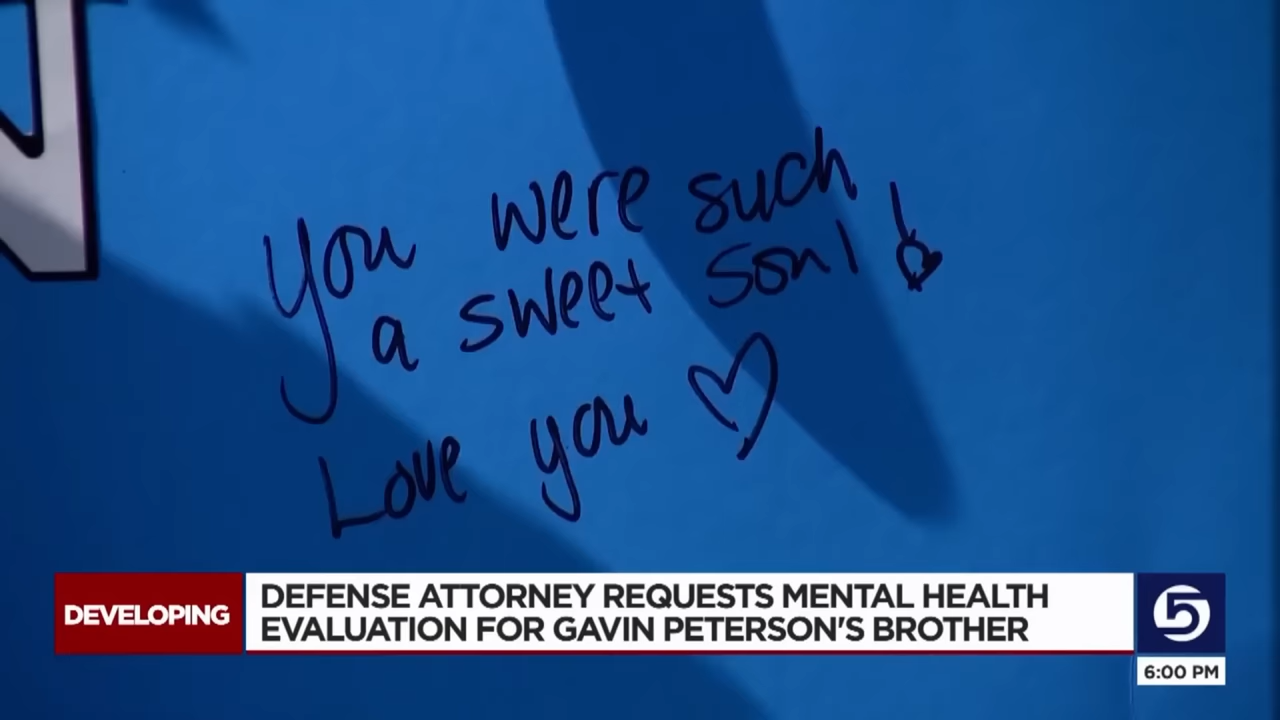 You were such
a sweet soul!
Love you ♡
DEVELOPING
DEFENSE ATTORNEY REQUESTS MENTAL HEALTH
EVALUATION FOR GAVIN PETERSON'S BROTHER
5
6:00 PM